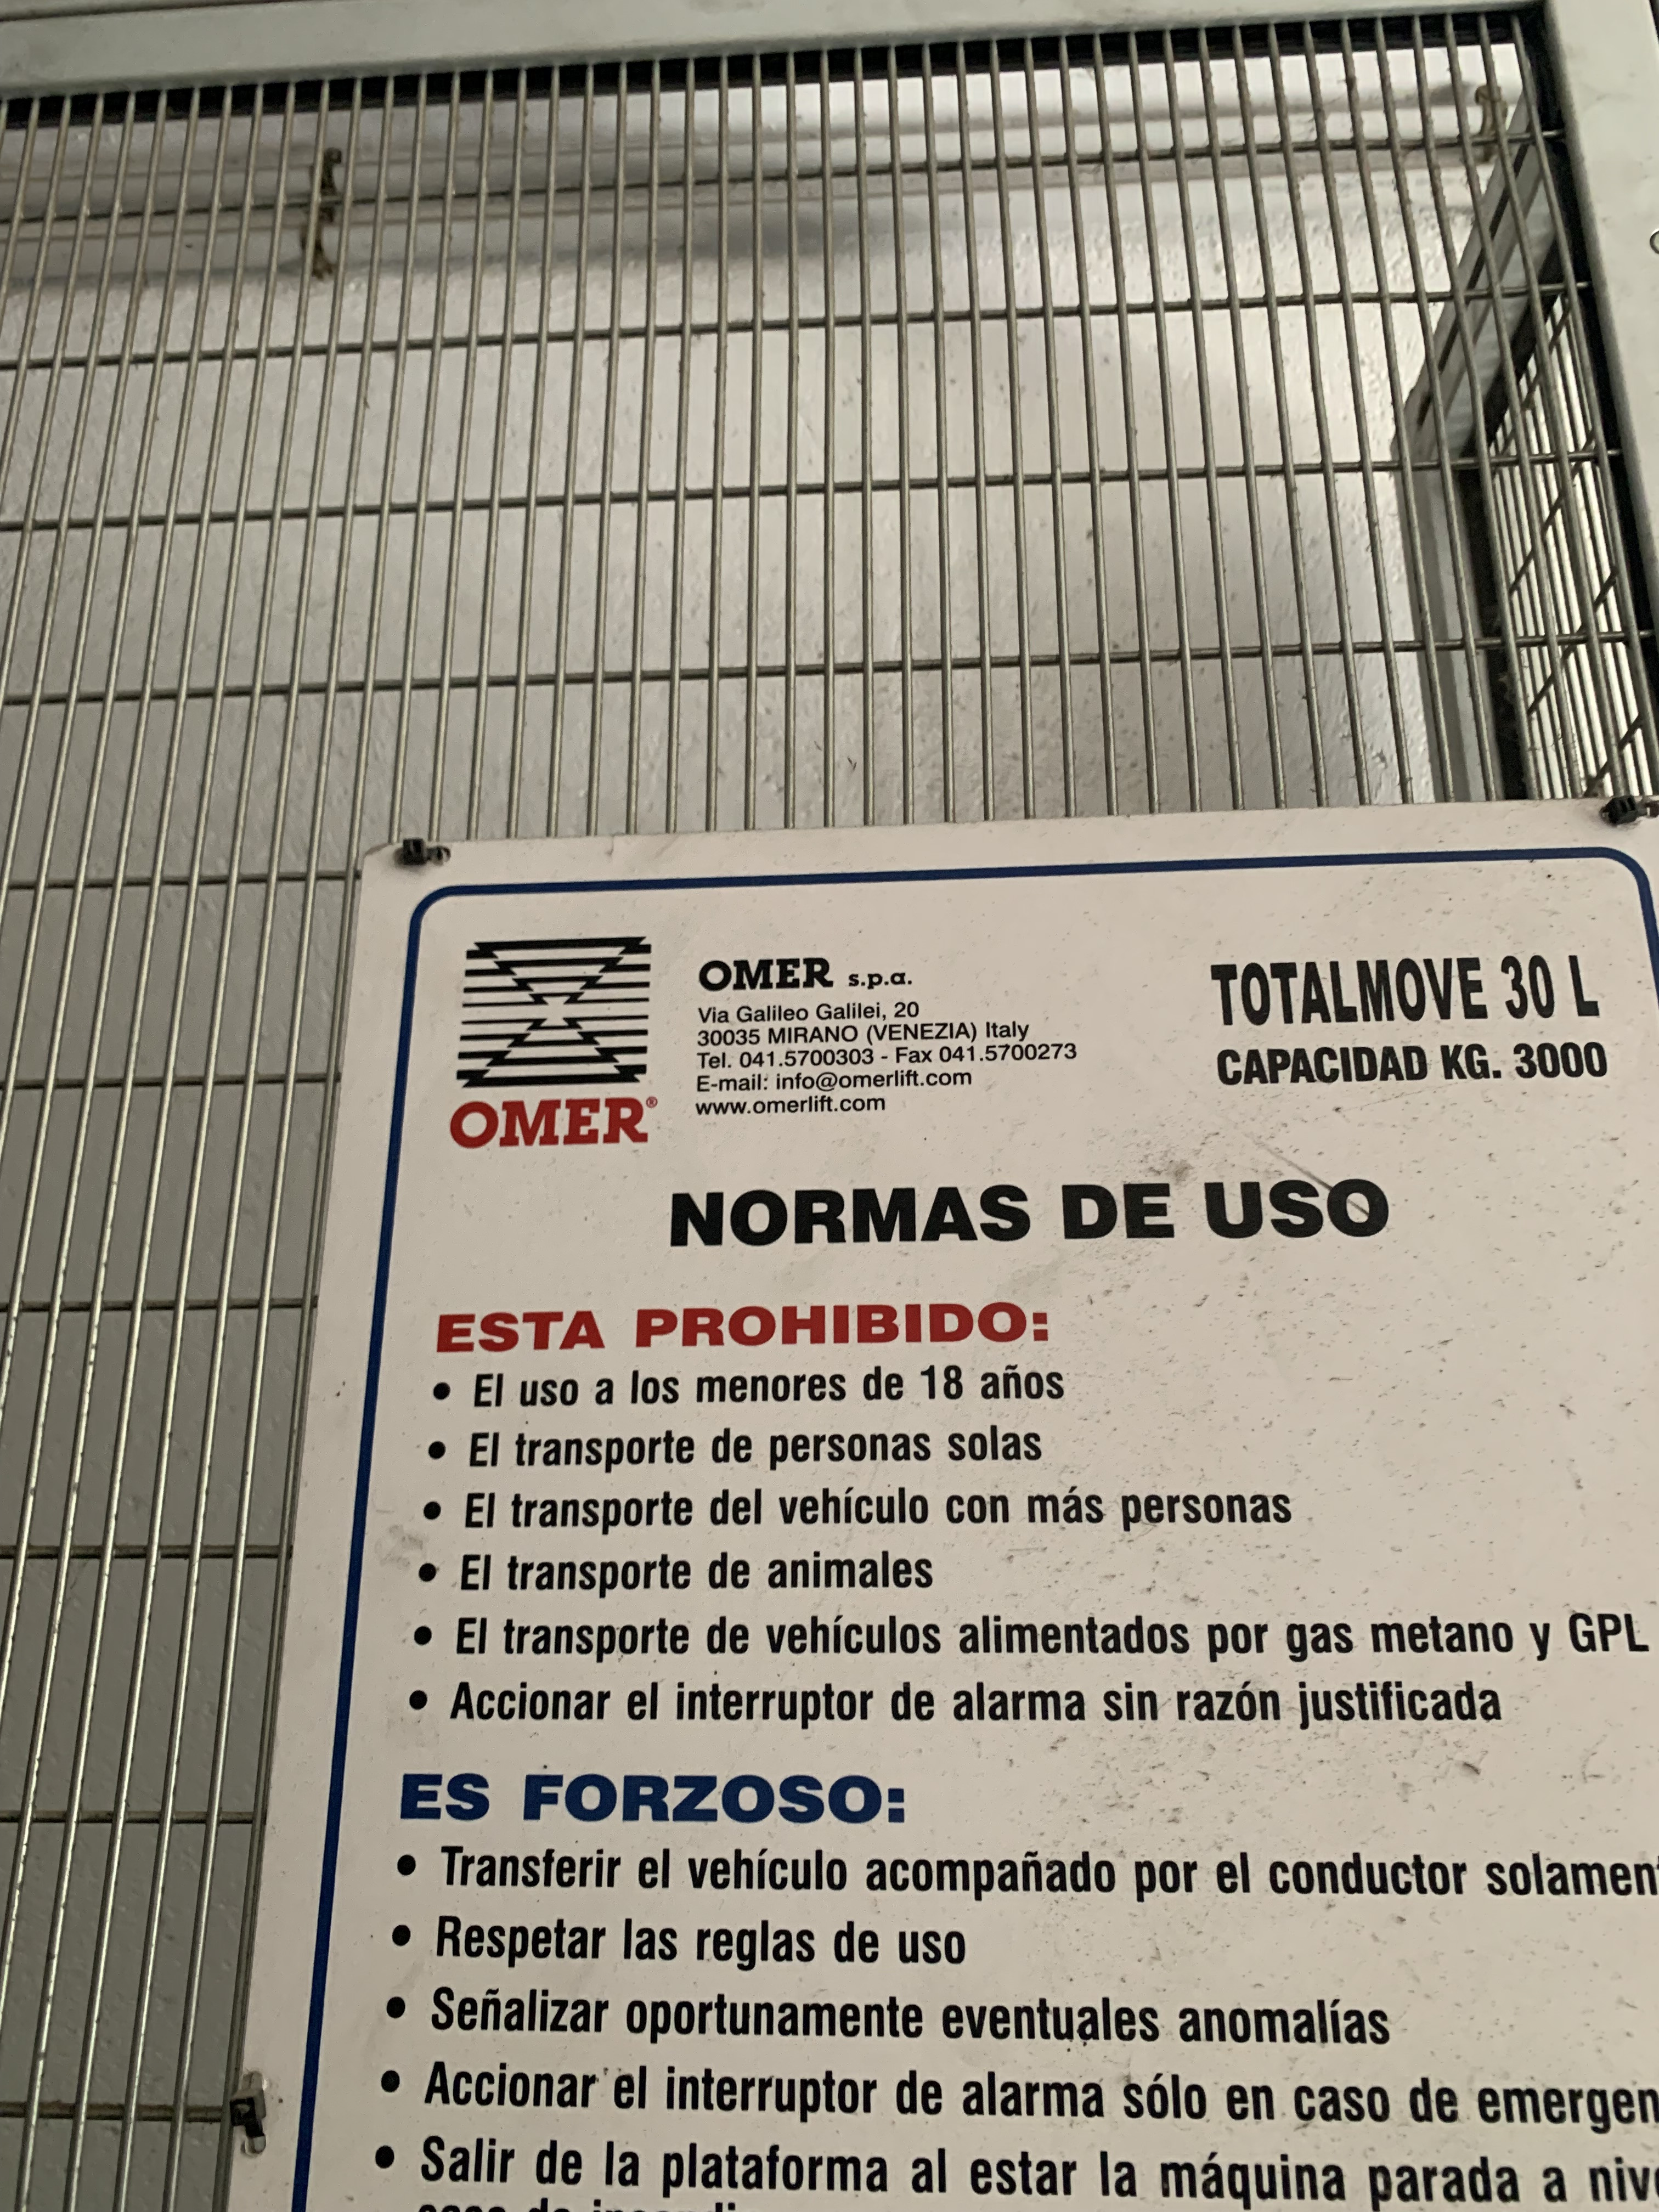 OMER®
OMER s.p.a.
Via Galileo Galilei, 20
30035 MIRANO (VENEZIA) Italy
Tel. 041.5700303 - Fax 041.5700273
E-mail: info@omerlift.com
www.omerlift.com
TOTALMOVE 30 L
CAPACIDAD KG. 3000
NORMAS DE USO
ESTA PROHIBIDO:
• El uso a los menores de 18 años
• El transporte de personas solas
• El transporte del vehículo con más personas
• El transporte de animales
• El transporte de vehículos alimentados por gas metano y GPL
• Accionar el interruptor de alarma sin razón justificada
ES FORZOSO:
• Transferir el vehículo acompañado por el conductor solament
• Respetar las reglas de uso
• Señalizar oportunamente eventuales anomalías
• Accionar el interruptor de alarma sólo en caso de emergen
• Salir de la plataforma al estar la máquina parada a niv